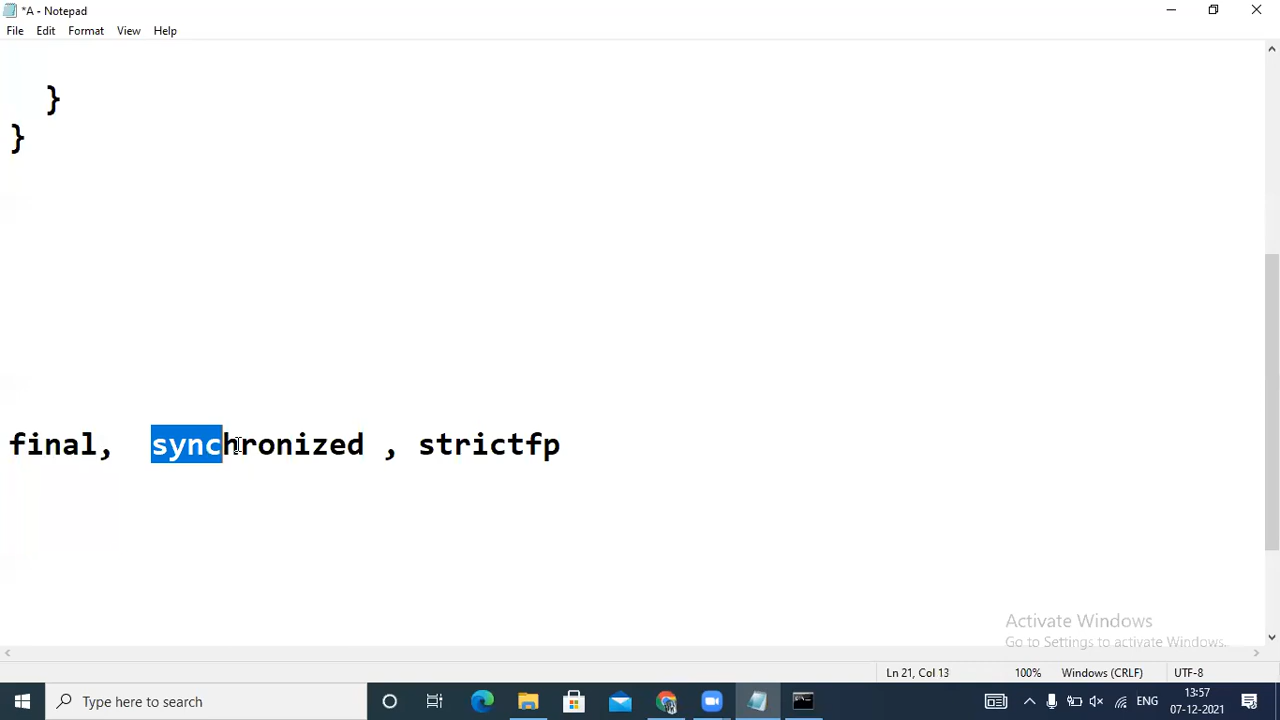 *A - Notepad
File Edit Format View Help
}
}
final, synchronized , strictfp
Activate Windows
Go to Settings to activate Windows.
Ln 21, Col 13 100% Windows (CRLF) UTF-8
Type here to search
ENG
13:57
07-12-2021